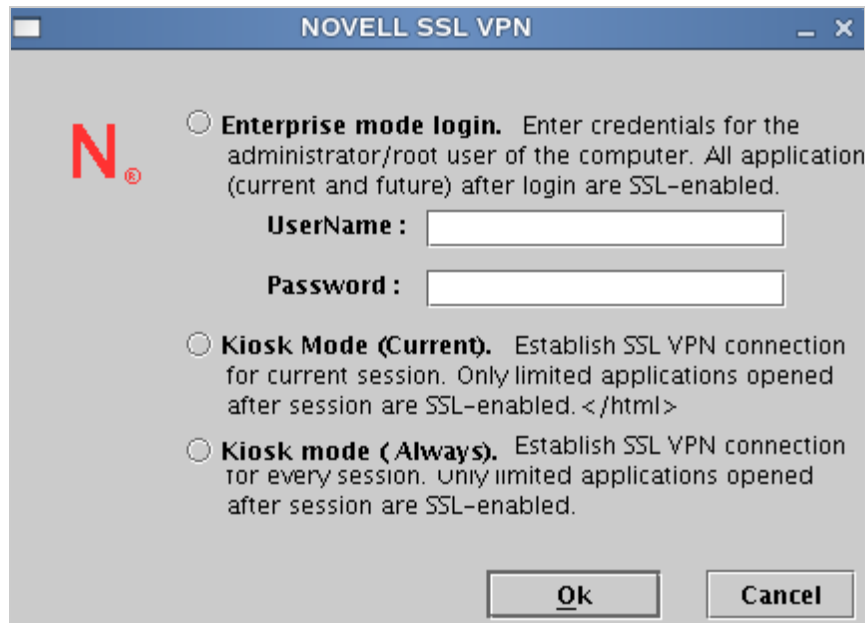 NOVELL SSL VPN
N®
Enterprise mode login. Enter credentials for the
administrator/root user of the computer. All application
(current and future) after login are SSL-enabled.
UserName :
Password :
Kiosk Mode (Current). Establish SSL VPN connection
for current session. Only limited applications opened
after session are SSL-enabled.</html>
Kiosk mode ( Always). Establish SSL VPN connection
for every session. Only limited applications opened
after session are SSL-enabled.
Ok
Cancel